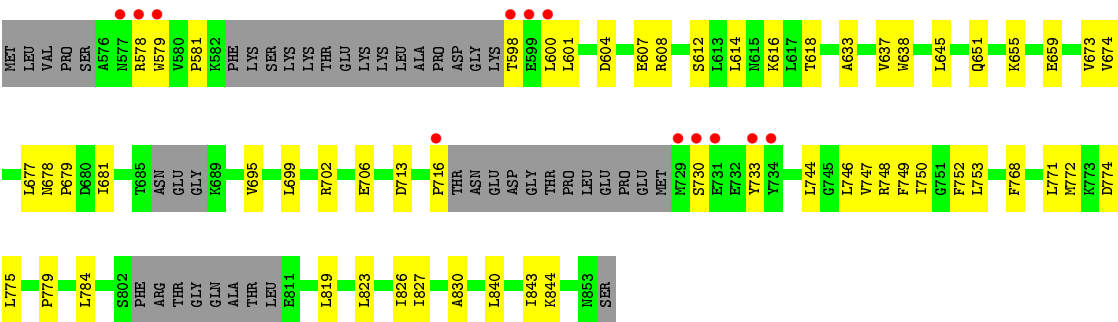 MET LEU VAL PRO SER A576 N577 R578 W579 V580 P581 K582 PHE LYS SER LYS LYS THR GLU LYS LYS LEU ALA PRO ASP GLY LYS T598 E599 L600 L601 D604 E607 R608 S612 L613 L614 N615 K616 L617 T618 A633 V637 W638 L645 Q651 K655 E659 V673 V674
L677 N678 P679 D680 I681 T685 ASN GLU GLY K689 V695 L699 R702 E706 D713 P716 THR ASN GLU ASP GLY THR PRO LEU GLU PRO GLU MET M729 S730 E731 E732 Y733 Y734 L744 G745 L746 V747 R748 F749 I750 G751 F752 L753 F768 L771 M772 K773 D774
L775 P779 L784 S802 PHE ARG THR GLY GLN ALA THR LEU E811 L819 L823 I826 I827 A830 L840 I843 K844 N853 SER